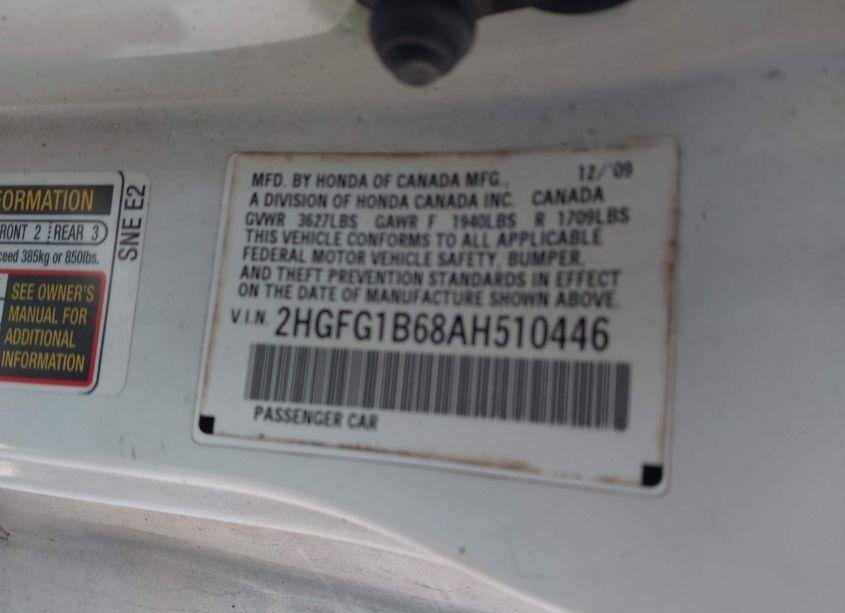 FORMATION
RONT 2 REAR 3
ceed 385kg or 850lbs.
SEE OWNER'S
MANUAL FOR
ADDITIONAL
INFORMATION
SNE E2
MFD. BY HONDA OF CANADA MFG., 12/'09
A DIVISION OF HONDA CANADA INC. CANADA
GVWR 3627LBS GAWR F 1940LBS R 1709LBS
THIS VEHICLE CONFORMS TO ALL APPLICABLE
FEDERAL MOTOR VEHICLE SAFETY, BUMPER,
AND THEFT PREVENTION STANDARDS IN EFFECT
ON THE DATE OF MANUFACTURE SHOWN ABOVE.
V.I.N. 2HGFG1B68AH510446
PASSENGER CAR